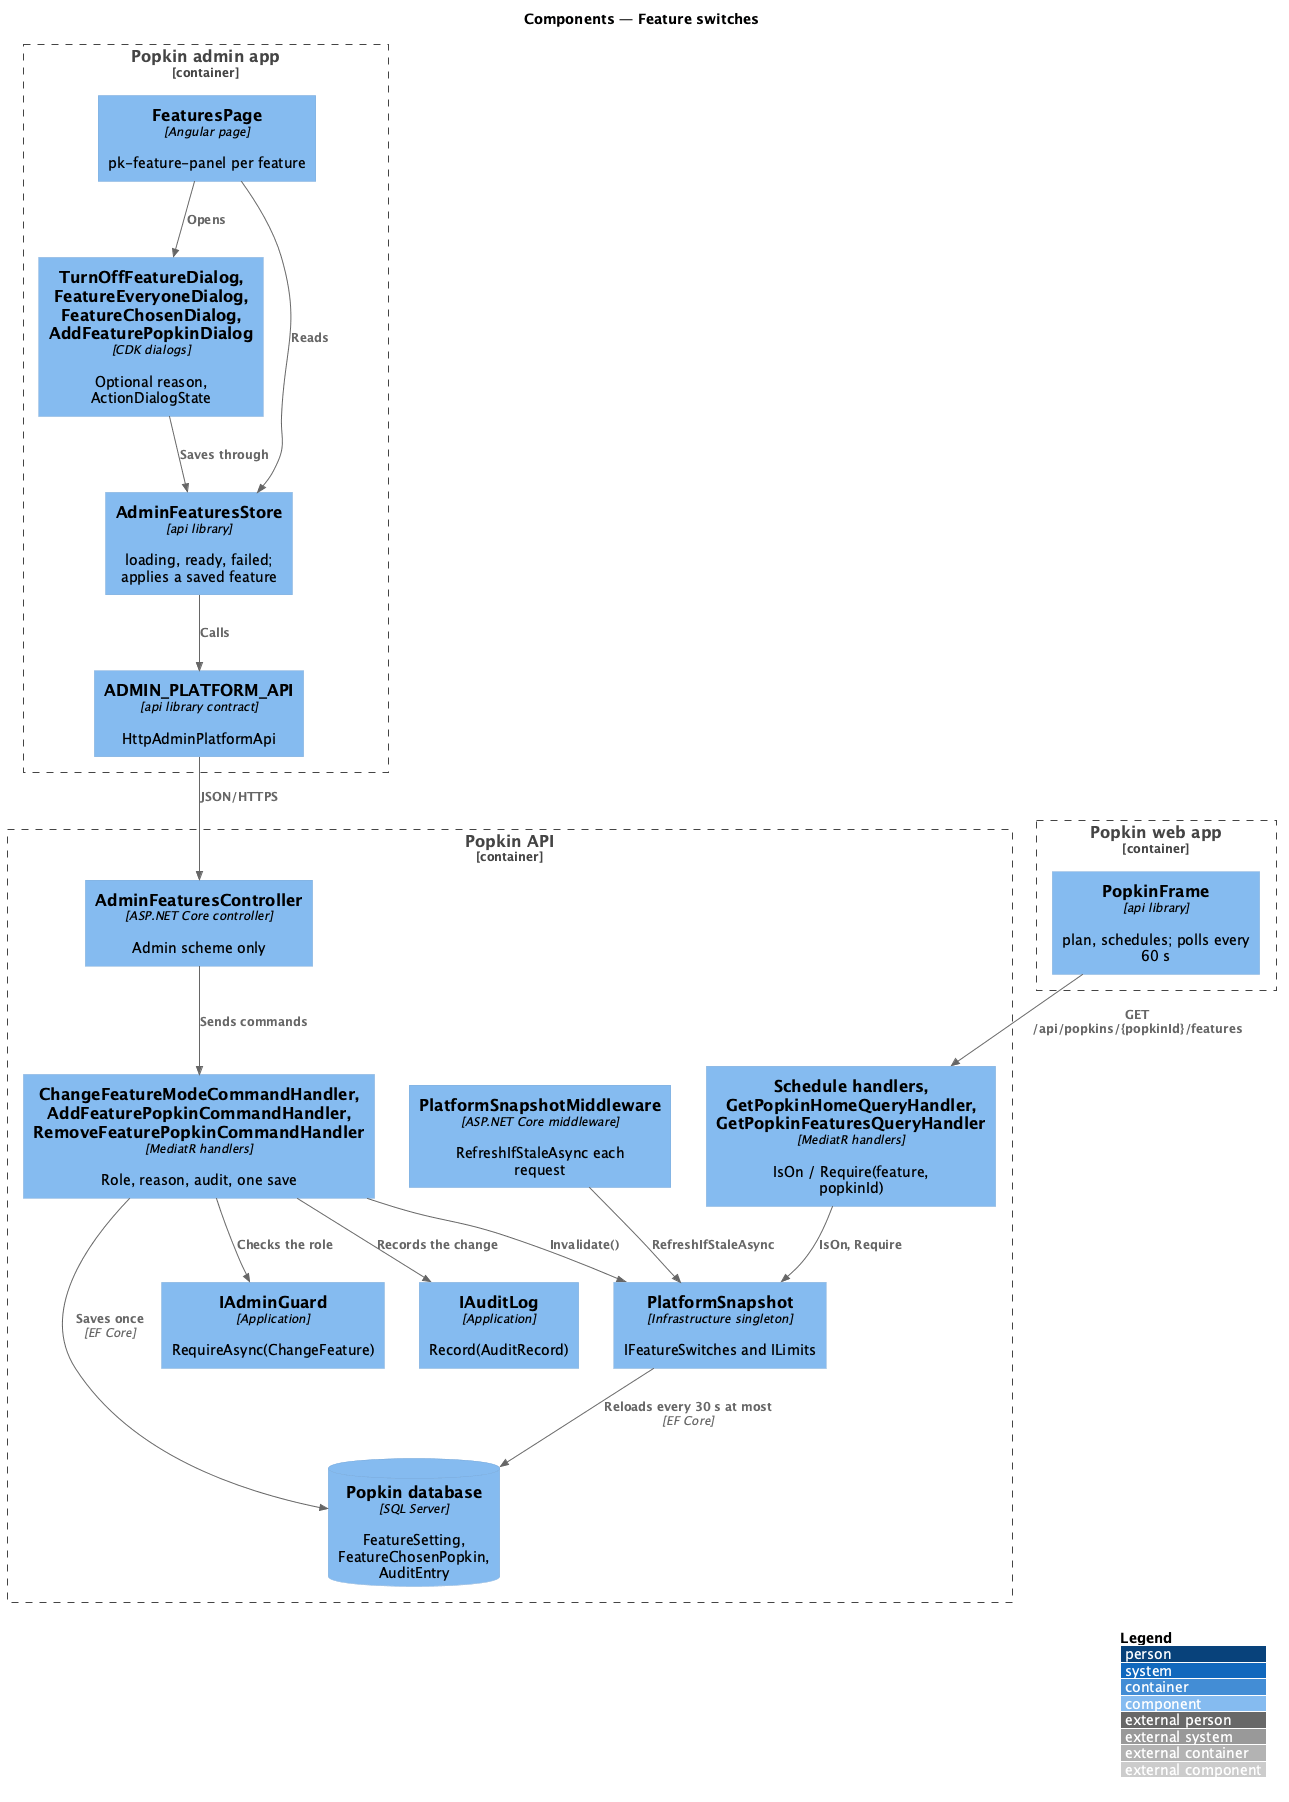 Components — Feature switches
Popkin admin app
[container]
FeaturesPage
[Angular page]
pk-feature-panel per feature
Opens
Reads
TurnOffFeatureDialog,
FeatureEveryoneDialog,
FeatureChosenDialog,
AddFeaturePopkinDialog
[CDK dialogs]
Optional reason,
ActionDialogState
Saves through
AdminFeaturesStore
[api library]
loading, ready, failed;
applies a saved feature
Calls
ADMIN_PLATFORM_API
[api library contract]
HttpAdminPlatformApi
JSON/HTTPS
Popkin API
[container]
AdminFeaturesController
[ASP.NET Core controller]
Admin scheme only
Sends commands
Popkin web app
[container]
PopkinFrame
[api library]
plan, schedules; polls every
60 s
GET
/api/popkins/{popkinId}/features
ChangeFeatureModeCommandHandler,
AddFeaturePopkinCommandHandler,
RemoveFeaturePopkinCommandHandler
[MediatR handlers]
Role, reason, audit, one save
PlatformSnapshotMiddleware
[ASP.NET Core middleware]
RefreshIfStaleAsync each
request
Schedule handlers,
GetPopkinHomeQueryHandler,
GetPopkinFeaturesQueryHandler
[MediatR handlers]
IsOn / Require(feature,
popkinId)
Checks the role
Records the change
Invalidate()
RefreshIfStaleAsync
IsOn, Require
Saves once
[EF Core]
IAdminGuard
[Application]
RequireAsync(ChangeFeature)
IAuditLog
[Application]
Record(AuditRecord)
PlatformSnapshot
[Infrastructure singleton]
IFeatureSwitches and ILimits
Reloads every 30 s at most
[EF Core]
Popkin database
[SQL Server]
FeatureSetting,
FeatureChosenPopkin,
AuditEntry
Legend
person
system
container
component
external person
external system
external container
external component